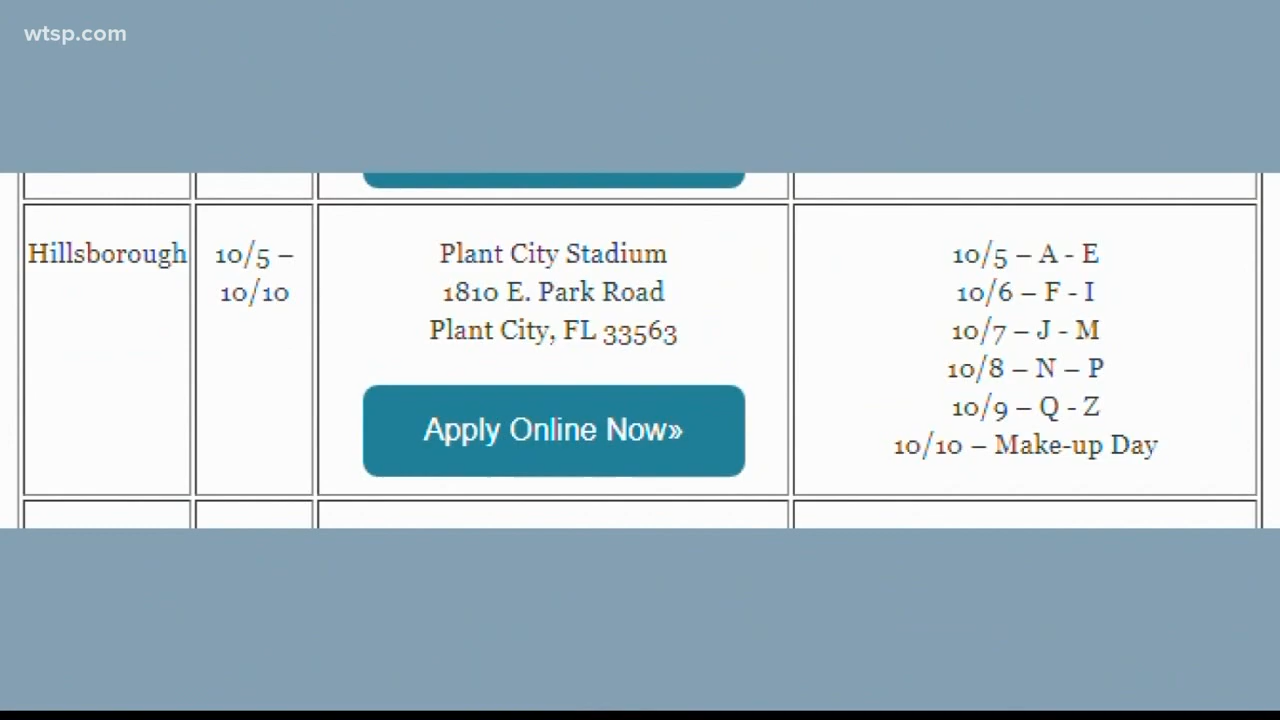 wtsp.com
Hillsborough
10/5 –
10/10
Plant City Stadium
1810 E. Park Road
Plant City, FL 33563
Apply Online Now»
10/5 – A - E
10/6 – F - I
10/7 – J - M
10/8 – N – P
10/9 – Q - Z
10/10 – Make-up Day